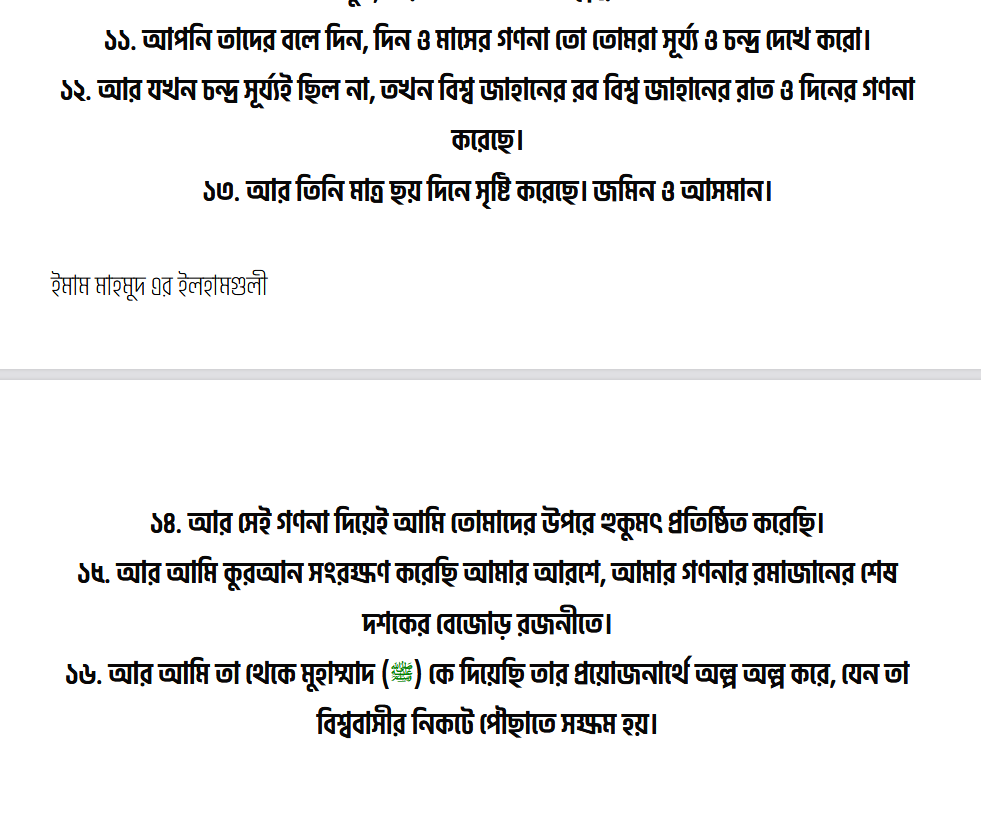 ১১. আপনি তাদের বলে দিন, দিন ও মাসের গণনা তো তোমরা সূর্য্য ও চন্দ্র দেখে করো।
১২. আর যখন চন্দ্র সূর্য্যই ছিল না, তখন বিশ্ব জাহানের রব বিশ্ব জাহানের রাত ও দিনের গণনা
করেছে।
১৩. আর তিনি মাত্র ছয় দিনে সৃষ্টি করেছে। জমিন ও আসমান।
ইমাম মাহমুদ এর ইলহামগুলী
১৪. আর সেই গণনা দিয়েই আমি তোমাদের উপরে হুকূমৎ প্রতিষ্ঠিত করেছি।
১৫. আর আমি কুরআন সংরক্ষণ করেছি আমার আরশে, আমার গণনার রমাজানের শেষ
দশকের বেজোড় রজনীতে।
১৬. আর আমি তা থেকে মুহাম্মাদ (ﷺ) কে দিয়েছি তার প্রয়োজনার্থে অল্প অল্প করে, যেন তা
বিশ্ববাসীর নিকটে পৌছাতে সক্ষম হয়।